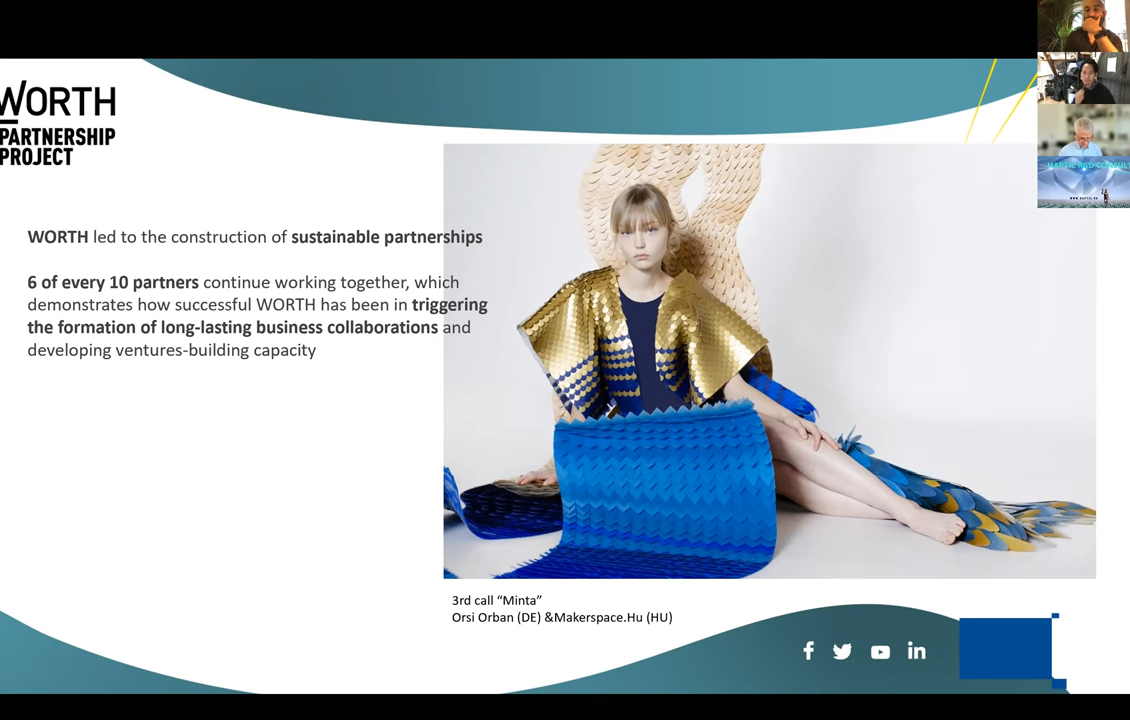 WORTH
PARTNERSHIP
PROJECT
WORTH led to the construction of sustainable partnerships
6 of every 10 partners continue working together, which
demonstrates how successful WORTH has been in triggering
the formation of long-lasting business collaborations and
developing ventures-building capacity
3rd call “Minta”
Orsi Orban (DE) &Makerspace.Hu (HU)